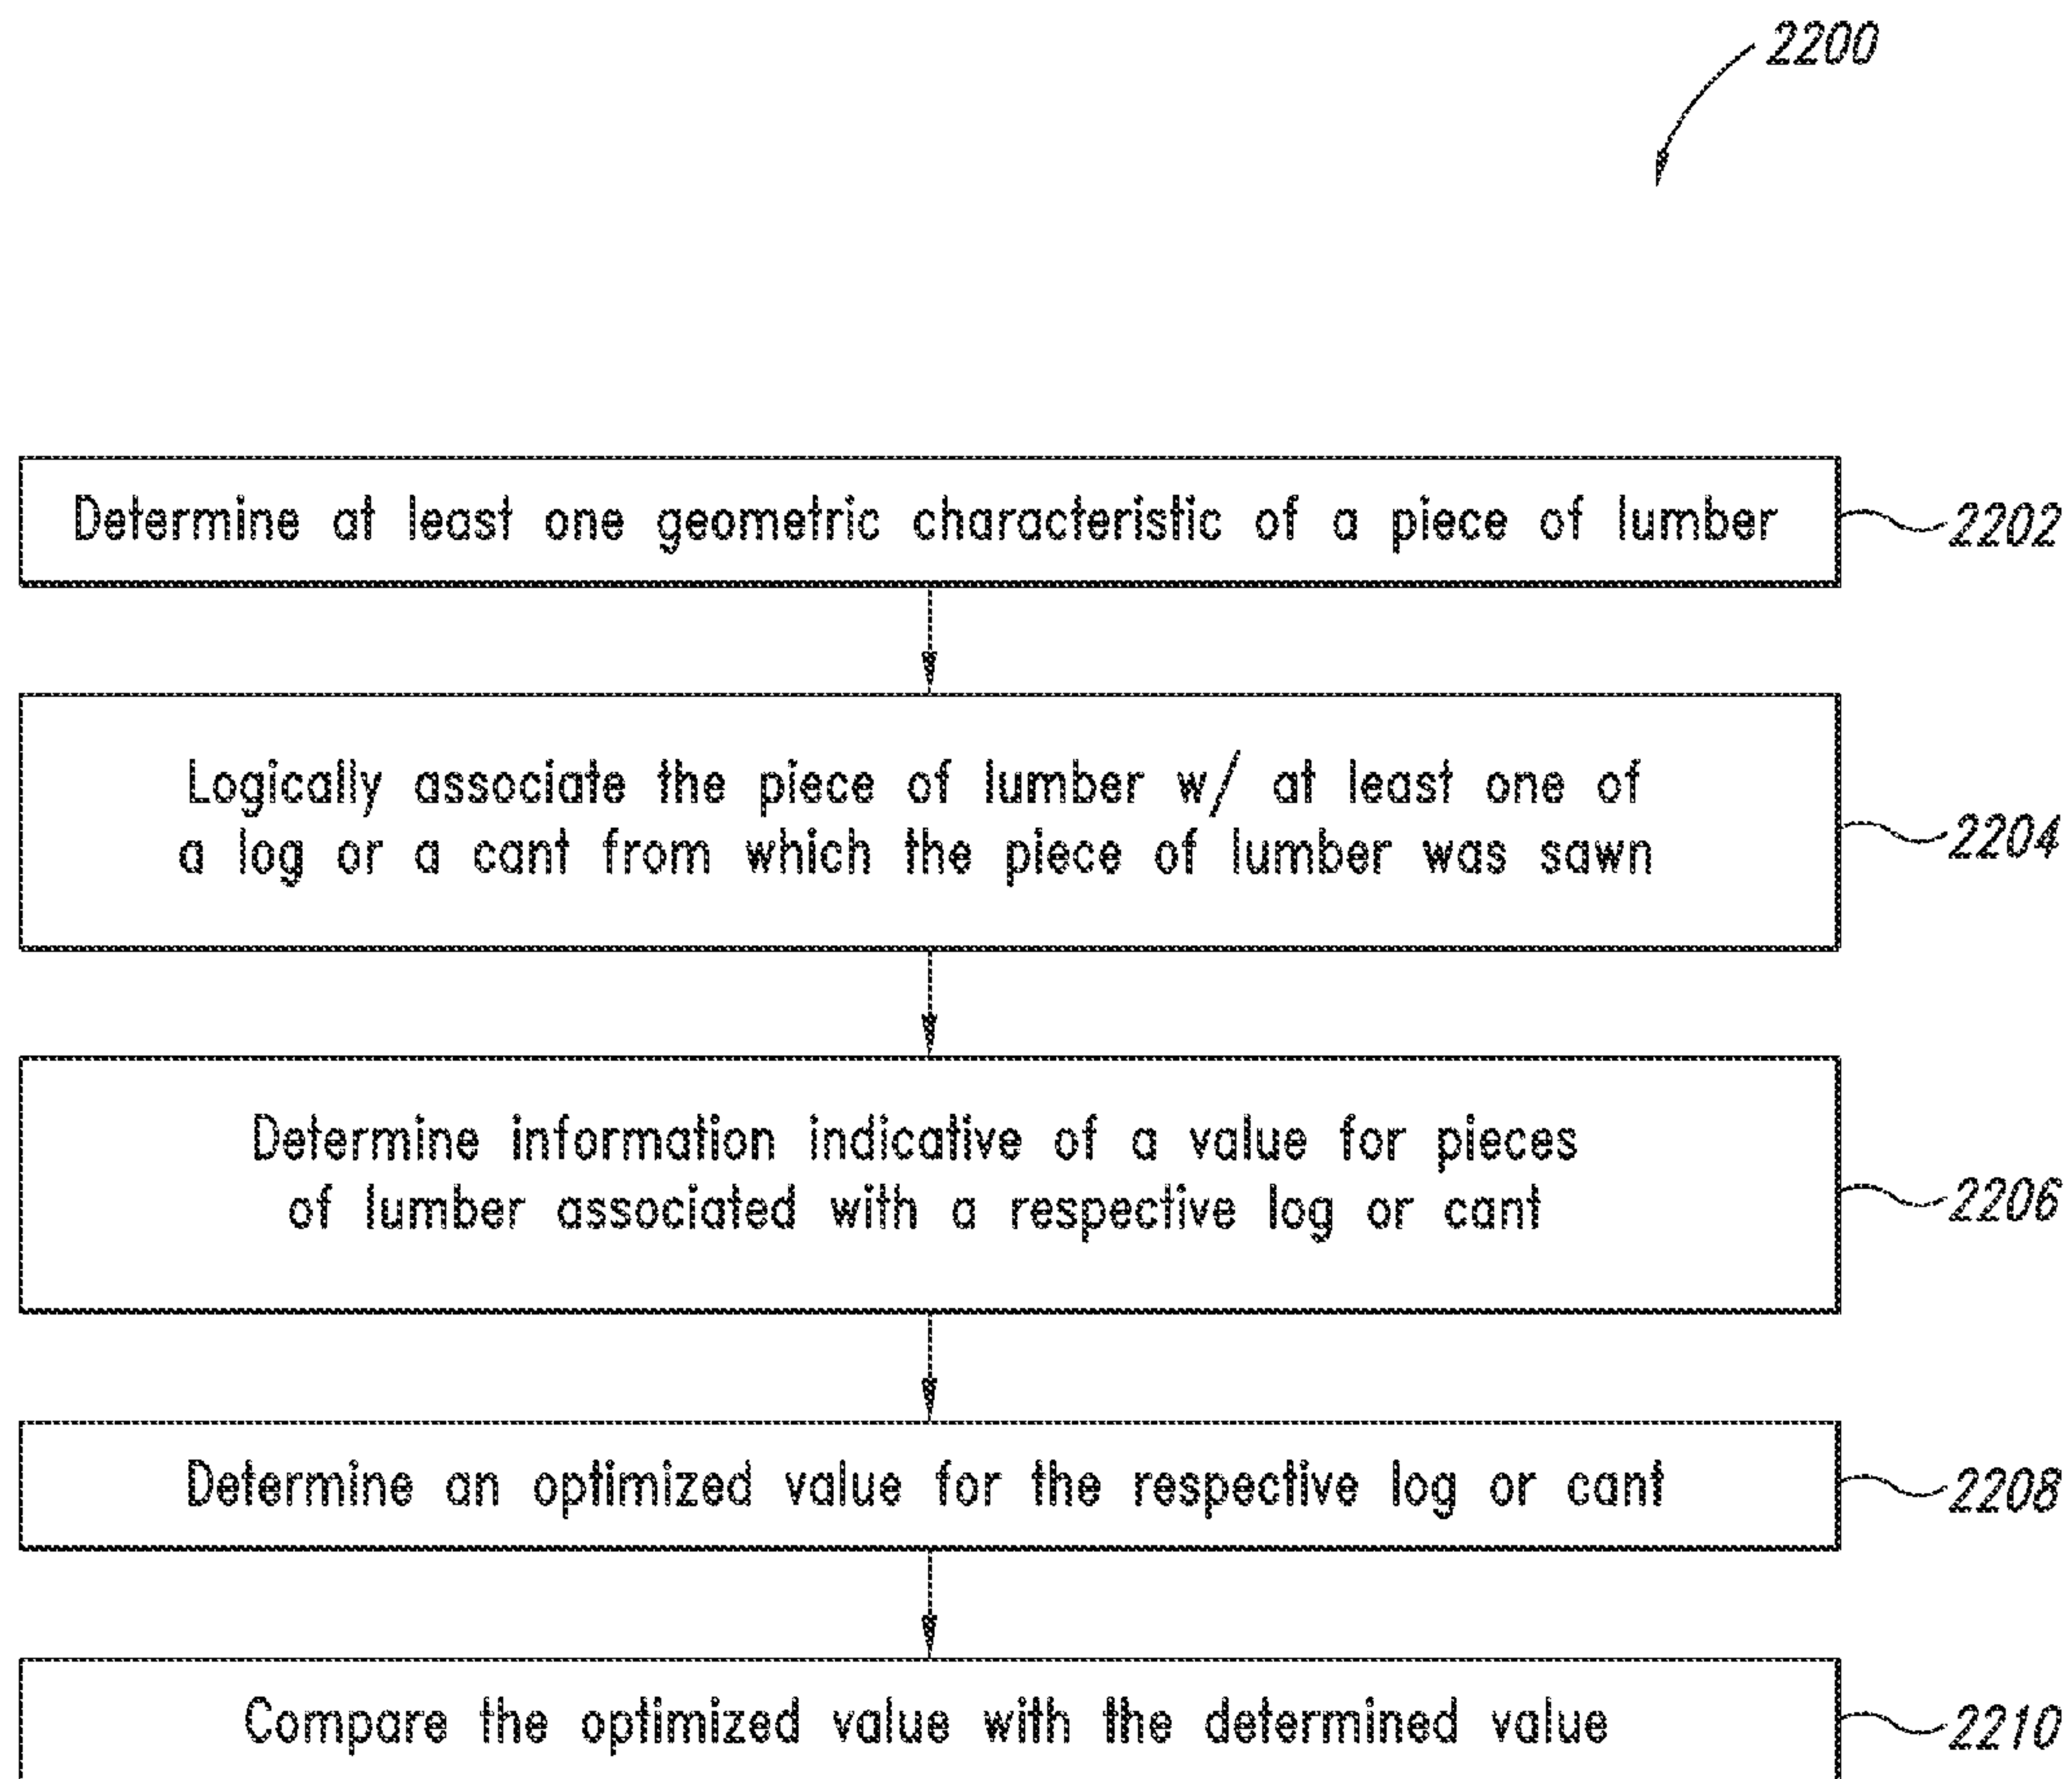 2200
Determine at least one geometric characteristic of a piece of lumber
2202
Logically associate the piece of lumber w/ at least one of
a log or a cant from which the piece of lumber was sawn
2204
Determine information indicative of a value for pieces
of lumber associated with a respective log or cant
2206
Determine an optimized value for the respective log or cant
2208
Compare the optimized value with the determined value
2210